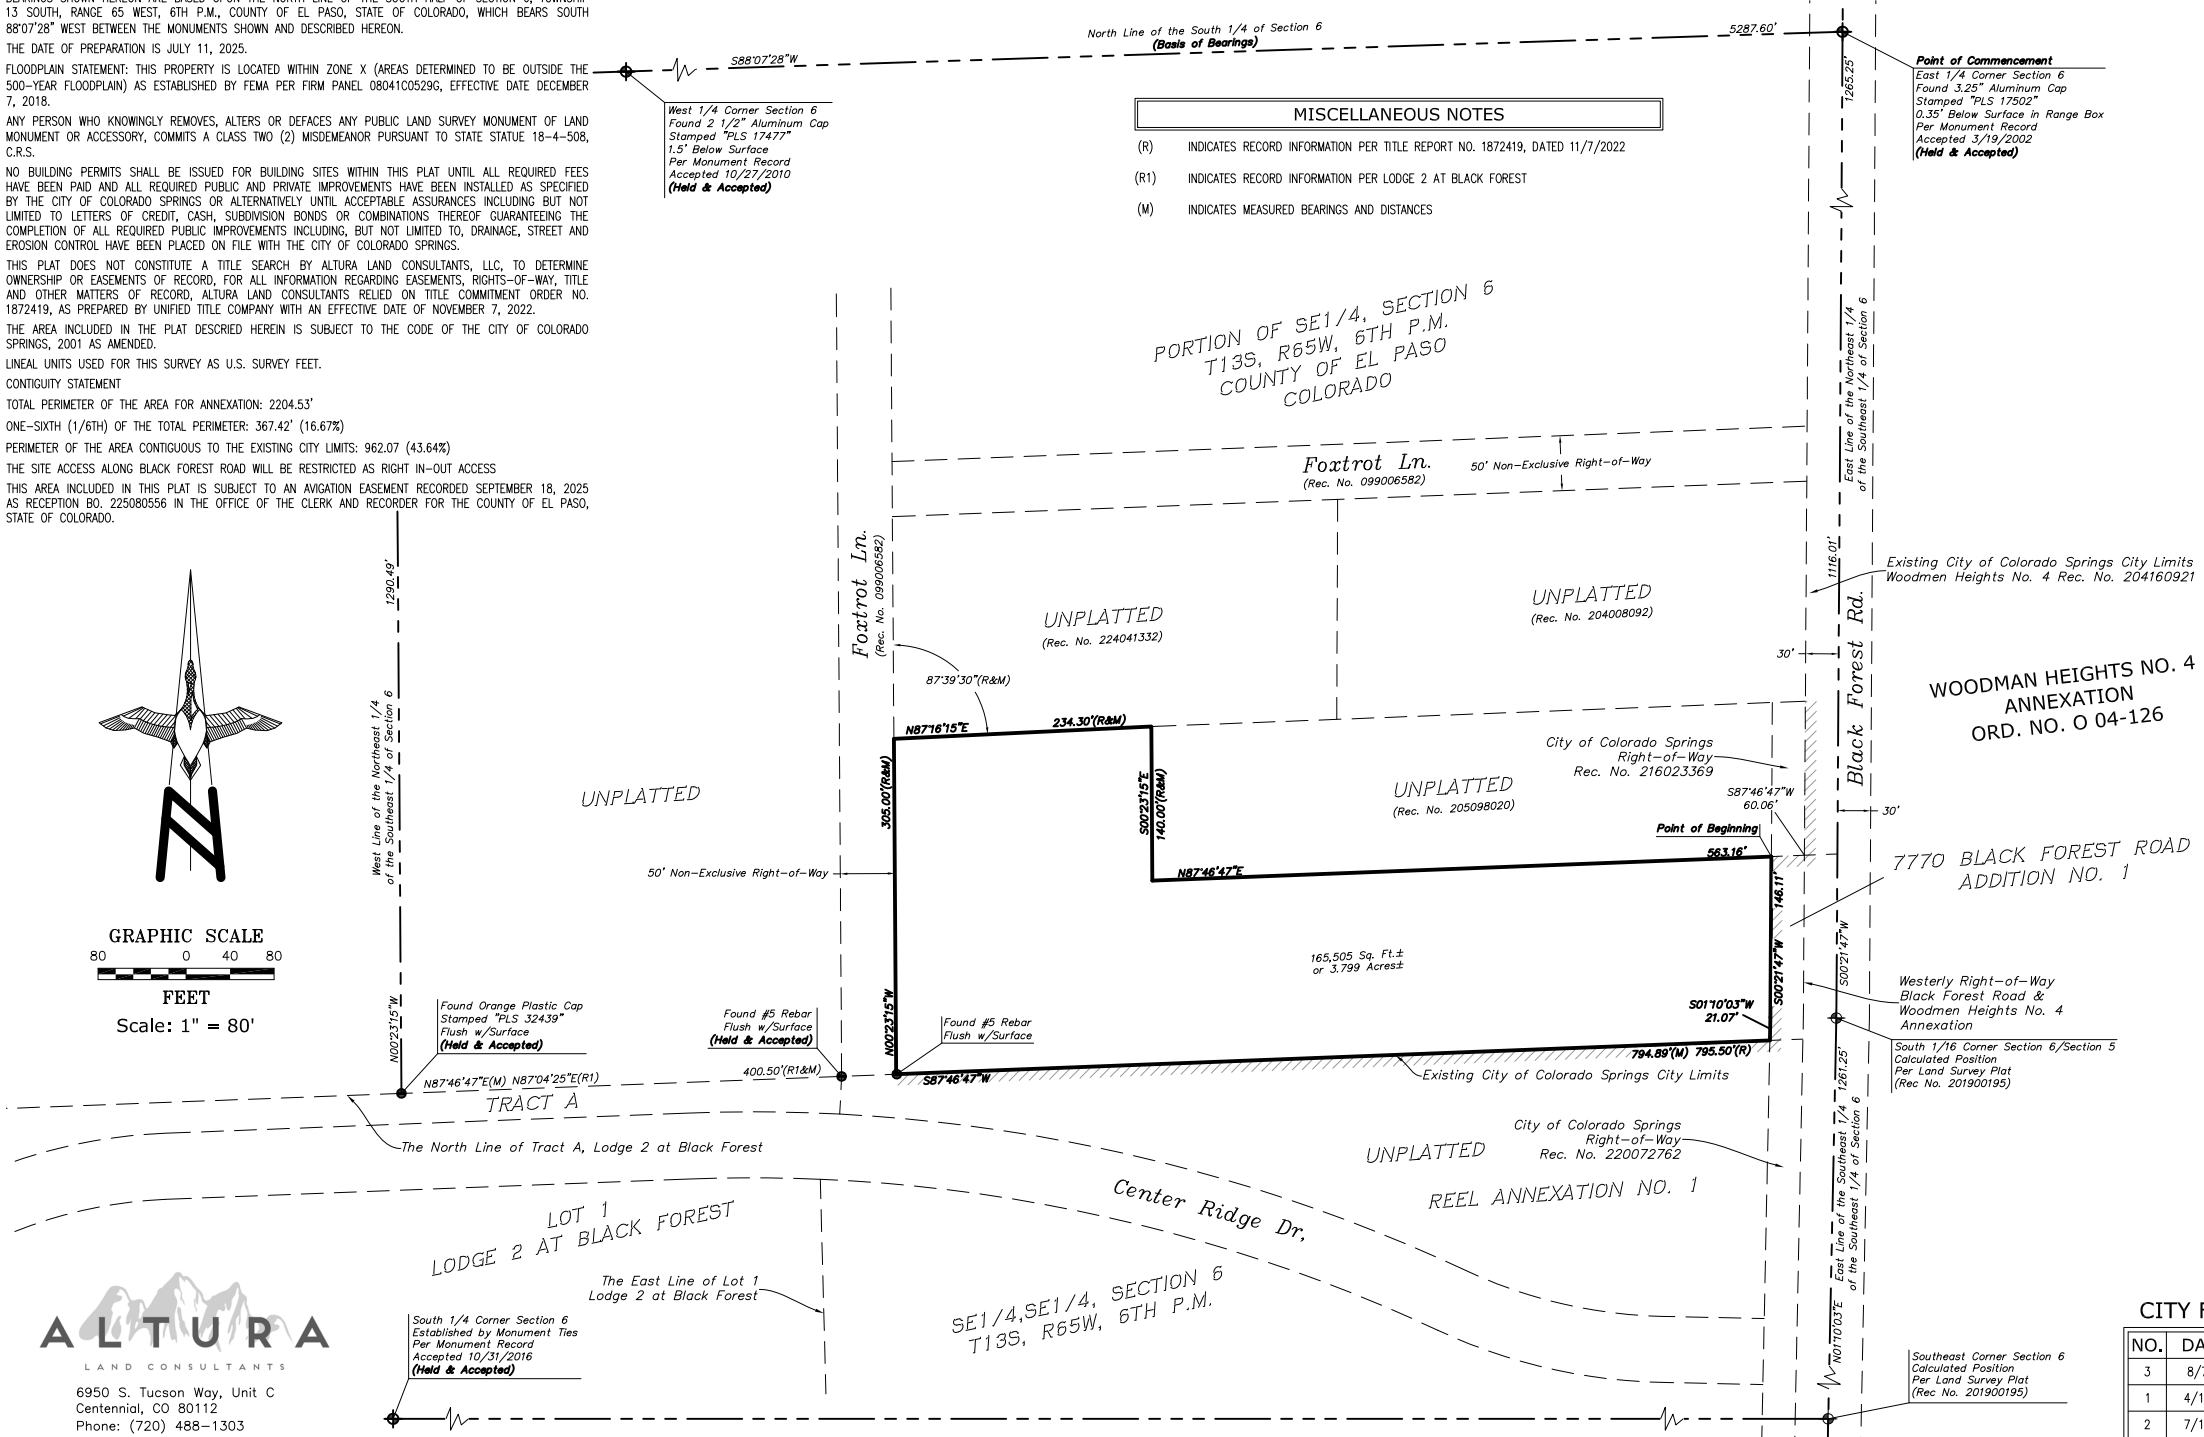 13 SOUTH, RANGE 65 WEST, 6TH P.M., COUNTY OF EL PASO, STATE OF COLORADO, WHICH BEARS SOUTH
88°07'28" WEST BETWEEN THE MONUMENTS SHOWN AND DESCRIBED HEREON.
THE DATE OF PREPARATION IS JULY 11, 2025.
FLOODPLAIN STATEMENT: THIS PROPERTY IS LOCATED WITHIN ZONE X (AREAS DETERMINED TO BE OUTSIDE THE
500-YEAR FLOODPLAIN) AS ESTABLISHED BY FEMA PER FIRM PANEL 08041C0529G, EFFECTIVE DATE DECEMBER
7, 2018.
ANY PERSON WHO KNOWINGLY REMOVES, ALTERS OR DEFACES ANY PUBLIC LAND SURVEY MONUMENT OF LAND
MONUMENT OR ACCESSORY, COMMITS A CLASS TWO (2) MISDEMEANOR PURSUANT TO STATE STATUE 18-4-508,
C.R.S.
NO BUILDING PERMITS SHALL BE ISSUED FOR BUILDING SITES WITHIN THIS PLAT UNTIL ALL REQUIRED FEES
HAVE BEEN PAID AND ALL REQUIRED PUBLIC AND PRIVATE IMPROVEMENTS HAVE BEEN INSTALLED AS SPECIFIED
BY THE CITY OF COLORADO SPRINGS OR ALTERNATIVELY UNTIL ACCEPTABLE ASSURANCES INCLUDING BUT NOT
LIMITED TO LETTERS OF CREDIT, CASH, SUBDIVISION BONDS OR COMBINATIONS THEREOF GUARANTEEING THE
COMPLETION OF ALL REQUIRED PUBLIC IMPROVEMENTS INCLUDING, BUT NOT LIMITED TO, DRAINAGE, STREET AND
EROSION CONTROL HAVE BEEN PLACED ON FILE WITH THE CITY OF COLORADO SPRINGS.
THIS PLAT DOES NOT CONSTITUTE A TITLE SEARCH BY ALTURA LAND CONSULTANTS, LLC, TO DETERMINE
OWNERSHIP OR EASEMENTS OF RECORD, FOR ALL INFORMATION REGARDING EASEMENTS, RIGHTS-OF-WAY, TITLE
AND OTHER MATTERS OF RECORD, ALTURA LAND CONSULTANTS RELIED ON TITLE COMMITMENT ORDER NO.
1872419, AS PREPARED BY UNIFIED TITLE COMPANY WITH AN EFFECTIVE DATE OF NOVEMBER 7, 2022.
THE AREA INCLUDED IN THE PLAT DESCRIED HEREIN IS SUBJECT TO THE CODE OF THE CITY OF COLORADO
SPRINGS, 2001 AS AMENDED.
LINEAL UNITS USED FOR THIS SURVEY AS U.S. SURVEY FEET.
CONTIGUITY STATEMENT
TOTAL PERIMETER OF THE AREA FOR ANNEXATION: 2204.53'
ONE-SIXTH (1/6TH) OF THE TOTAL PERIMETER: 367.42' (16.67%)
PERIMETER OF THE AREA CONTIGUOUS TO THE EXISTING CITY LIMITS: 962.07 (43.64%)
THE SITE ACCESS ALONG BLACK FOREST ROAD WILL BE RESTRICTED AS RIGHT IN-OUT ACCESS
THIS AREA INCLUDED IN THIS PLAT IS SUBJECT TO AN AVIGATION EASEMENT RECORDED SEPTEMBER 18, 2025
AS RECEPTION BO. 225080556 IN THE OFFICE OF THE CLERK AND RECORDER FOR THE COUNTY OF EL PASO,
STATE OF COLORADO.
North Line of the South 1/4 of Section 6
(Basis of Bearings)
S88°07'28"W
5287.60'
West 1/4 Corner Section 6
Found 2 1/2" Aluminum Cap
Stamped "PLS 17477"
1.5' Below Surface
Per Monument Record
Accepted 10/27/2010
(Held & Accepted)
MISCELLANEOUS NOTES
(R) INDICATES RECORD INFORMATION PER TITLE REPORT NO. 1872419, DATED 11/7/2022
(R1) INDICATES RECORD INFORMATION PER LODGE 2 AT BLACK FOREST
(M) INDICATES MEASURED BEARINGS AND DISTANCES
Point of Commencement
East 1/4 Corner Section 6
Found 3.25" Aluminum Cap
Stamped "PLS 17502"
0.35' Below Surface in Range Box
Per Monument Record
Accepted 3/19/2002
(Held & Accepted)
1265.25'
East Line of the Northeast 1/4
of the Southeast 1/4 of Section 6
PORTION OF SE1/4, SECTION 6
T13S, R65W, 6TH P.M.
COUNTY OF EL PASO
COLORADO
Foxtrot Ln.
(Rec. No. 099006582)
50' Non-Exclusive Right-of-Way
Foxtrot Ln.
(Rec. No. 099006582)
1290.49'
West Line of the Northeast 1/4
of the Southeast 1/4 of Section 6
N00°23'15"W
1116.01'
Existing City of Colorado Springs City Limits
Woodmen Heights No. 4 Rec. No. 204160921
UNPLATTED
(Rec. No. 224041332)
UNPLATTED
(Rec. No. 204008092)
Black Forest Rd.
30'
30'
WOODMAN HEIGHTS NO. 4
ANNEXATION
ORD. NO. O 04-126
87°39'30"(R&M)
N87°16'15"E
234.30'(R&M)
305.00'(R&M)
S00°23'15"E
140.00'(R&M)
UNPLATTED
UNPLATTED
(Rec. No. 205098020)
City of Colorado Springs
Right-of-Way
Rec. No. 216023369
S87°46'47"W
60.06'
Point of Beginning
563.16'
N87°46'47"E
146.11'
S00°21'47"W
50' Non-Exclusive Right-of-Way
7770 BLACK FOREST ROAD
ADDITION NO. 1
165,505 Sq. Ft.±
or 3.799 Acres±
S01°10'03"W
21.07'
S00°21'47"W
Westerly Right-of-Way
Black Forest Road &
Woodmen Heights No. 4
Annexation
South 1/16 Corner Section 6/Section 5
Calculated Position
Per Land Survey Plat
(Rec No. 201900195)
GRAPHIC SCALE
80 0 40 80
FEET
Scale: 1" = 80'
Found Orange Plastic Cap
Stamped "PLS 32439"
Flush w/Surface
(Held & Accepted)
Found #5 Rebar
Flush w/Surface
(Held & Accepted)
Found #5 Rebar
Flush w/Surface
N00°23'15"W
N87°46'47"E(M) N87°04'25"E(R1)
400.50'(R1&M)
S87°46'47"W
794.89'(M) 795.50'(R)
Existing City of Colorado Springs City Limits
TRACT A
The North Line of Tract A, Lodge 2 at Black Forest
UNPLATTED
City of Colorado Springs
Right-of-Way
Rec. No. 220072762
REEL ANNEXATION NO. 1
Center Ridge Dr,
LOT 1
LODGE 2 AT BLACK FOREST
The East Line of Lot 1
Lodge 2 at Black Forest
SE1/4,SE1/4, SECTION 6
T13S, R65W, 6TH P.M.
1261.25'
East Line of the Southeast 1/4
of the Southeast 1/4 of Section 6
N01°10'03"E
South 1/4 Corner Section 6
Established by Monument Ties
Per Monument Record
Accepted 10/31/2016
(Held & Accepted)
Southeast Corner Section 6
Calculated Position
Per Land Survey Plat
(Rec No. 201900195)
ALTURA
LAND CONSULTANTS
6950 S. Tucson Way, Unit C
Centennial, CO 80112
Phone: (720) 488-1303
CITY
NO. DA
3 8/
1 4/1
2 7/1